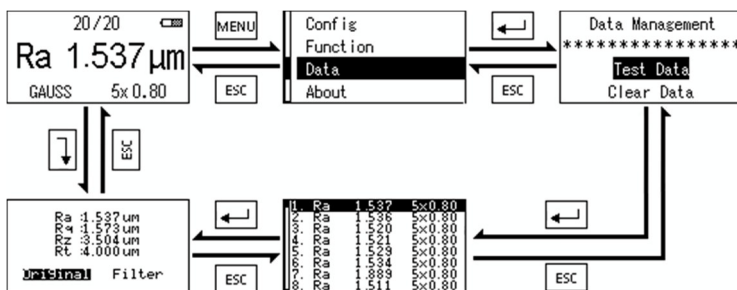 20/20
Ra 1.537 μm
GAUSS 5x0.80
MENU
ESC
Config
Function
Data
About
ESC
Data Management
****************
Test Data
Clear Data
ESC
Ra :1.537um
Rq :1.573um
Rz :3.504um
Rt :4.000um
Original Filter
ESC
1. Ra 1.537 5x0.80
2. Ra 1.536 5x0.80
3. Ra 1.520 5x0.80
4. Ra 1.521 5x0.80
5. Ra 1.529 5x0.80
6. Ra 1.534 5x0.80
7. Ra 1.889 5x0.80
8. Ra 1.511 5x0.80
ESC